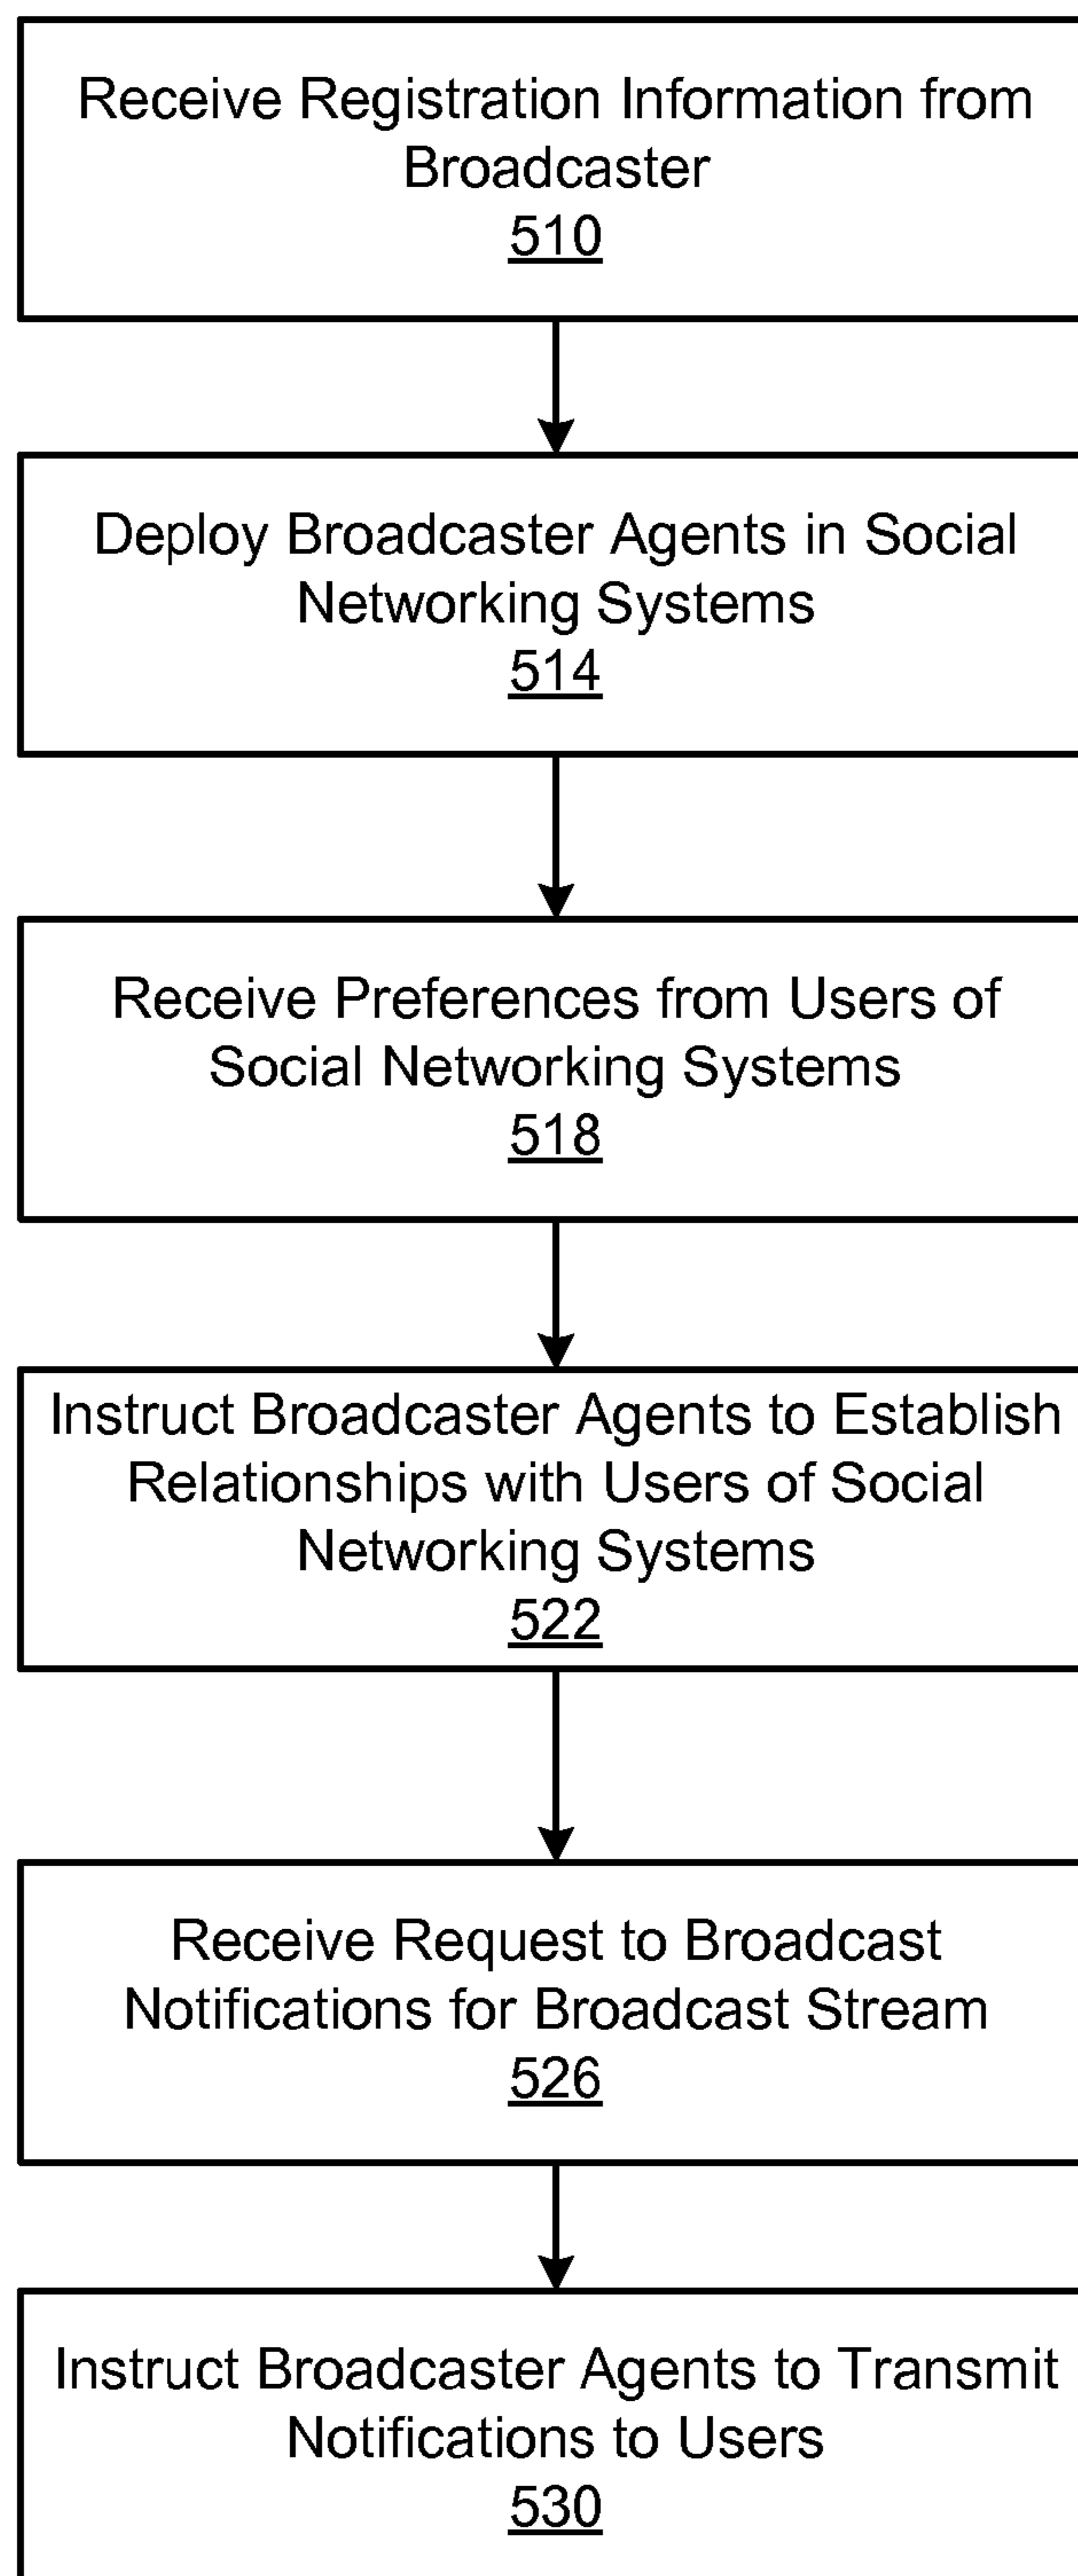 Receive Registration Information from
Broadcaster
510
Deploy Broadcaster Agents in Social
Networking Systems
514
Receive Preferences from Users of
Social Networking Systems
518
Instruct Broadcaster Agents to Establish
Relationships with Users of Social
Networking Systems
522
Receive Request to Broadcast
Notifications for Broadcast Stream
526
Instruct Broadcaster Agents to Transmit
Notifications to Users
530